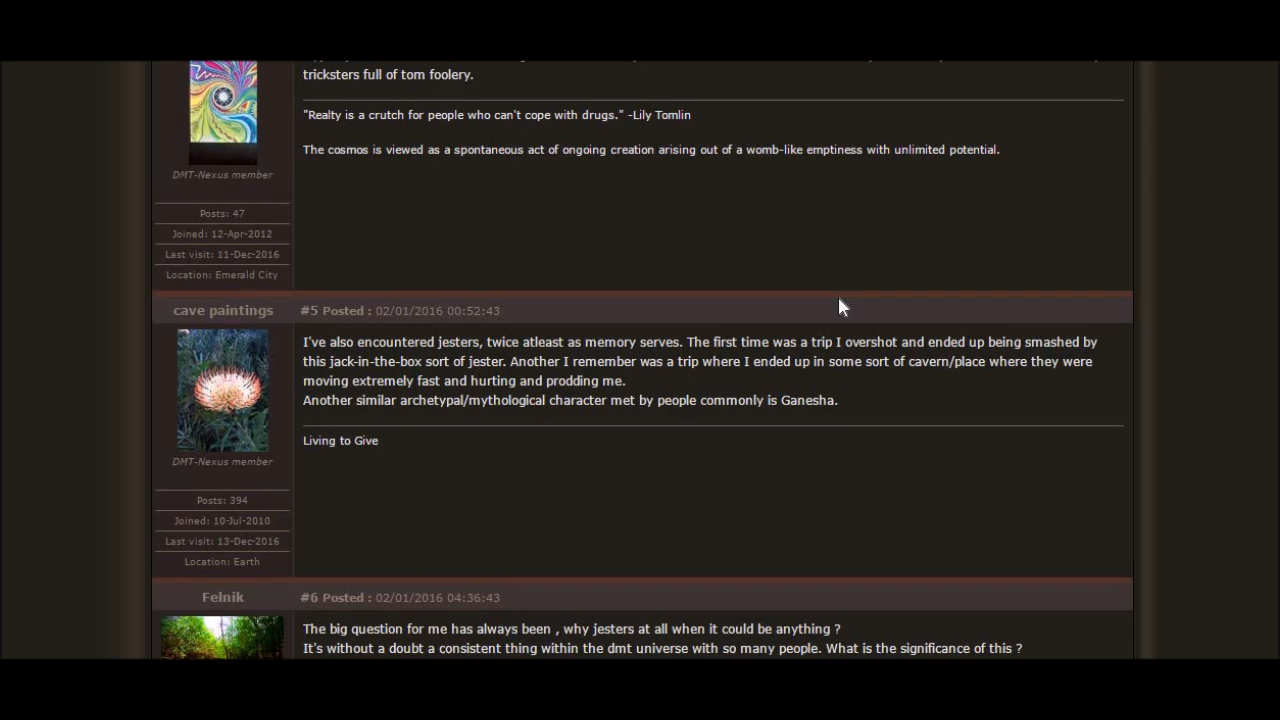 tricksters full of tom foolery.
"Realty is a crutch for people who can't cope with drugs." -Lily Tomlin
The cosmos is viewed as a spontaneous act of ongoing creation arising out of a womb-like emptiness with unlimited potential.
DMT-Nexus member
Posts: 47
Joined: 12-Apr-2012
Last visit: 11-Dec-2016
Location: Emerald City
cave paintings
#5 Posted : 02/01/2016 00:52:43
I've also encountered jesters, twice atleast as memory serves. The first time was a trip I overshot and ended up being smashed by
this jack-in-the-box sort of jester. Another I remember was a trip where I ended up in some sort of cavern/place where they were
moving extremely fast and hurting and prodding me.
Another similar archetypal/mythological character met by people commonly is Ganesha.
Living to Give
DMT-Nexus member
Posts: 394
Joined: 10-Jul-2010
Last visit: 13-Dec-2016
Location: Earth
Felnik
#6 Posted : 02/01/2016 04:36:43
The big question for me has always been , why jesters at all when it could be anything ?
It's without a doubt a consistent thing within the dmt universe with so many people. What is the significance of this ?